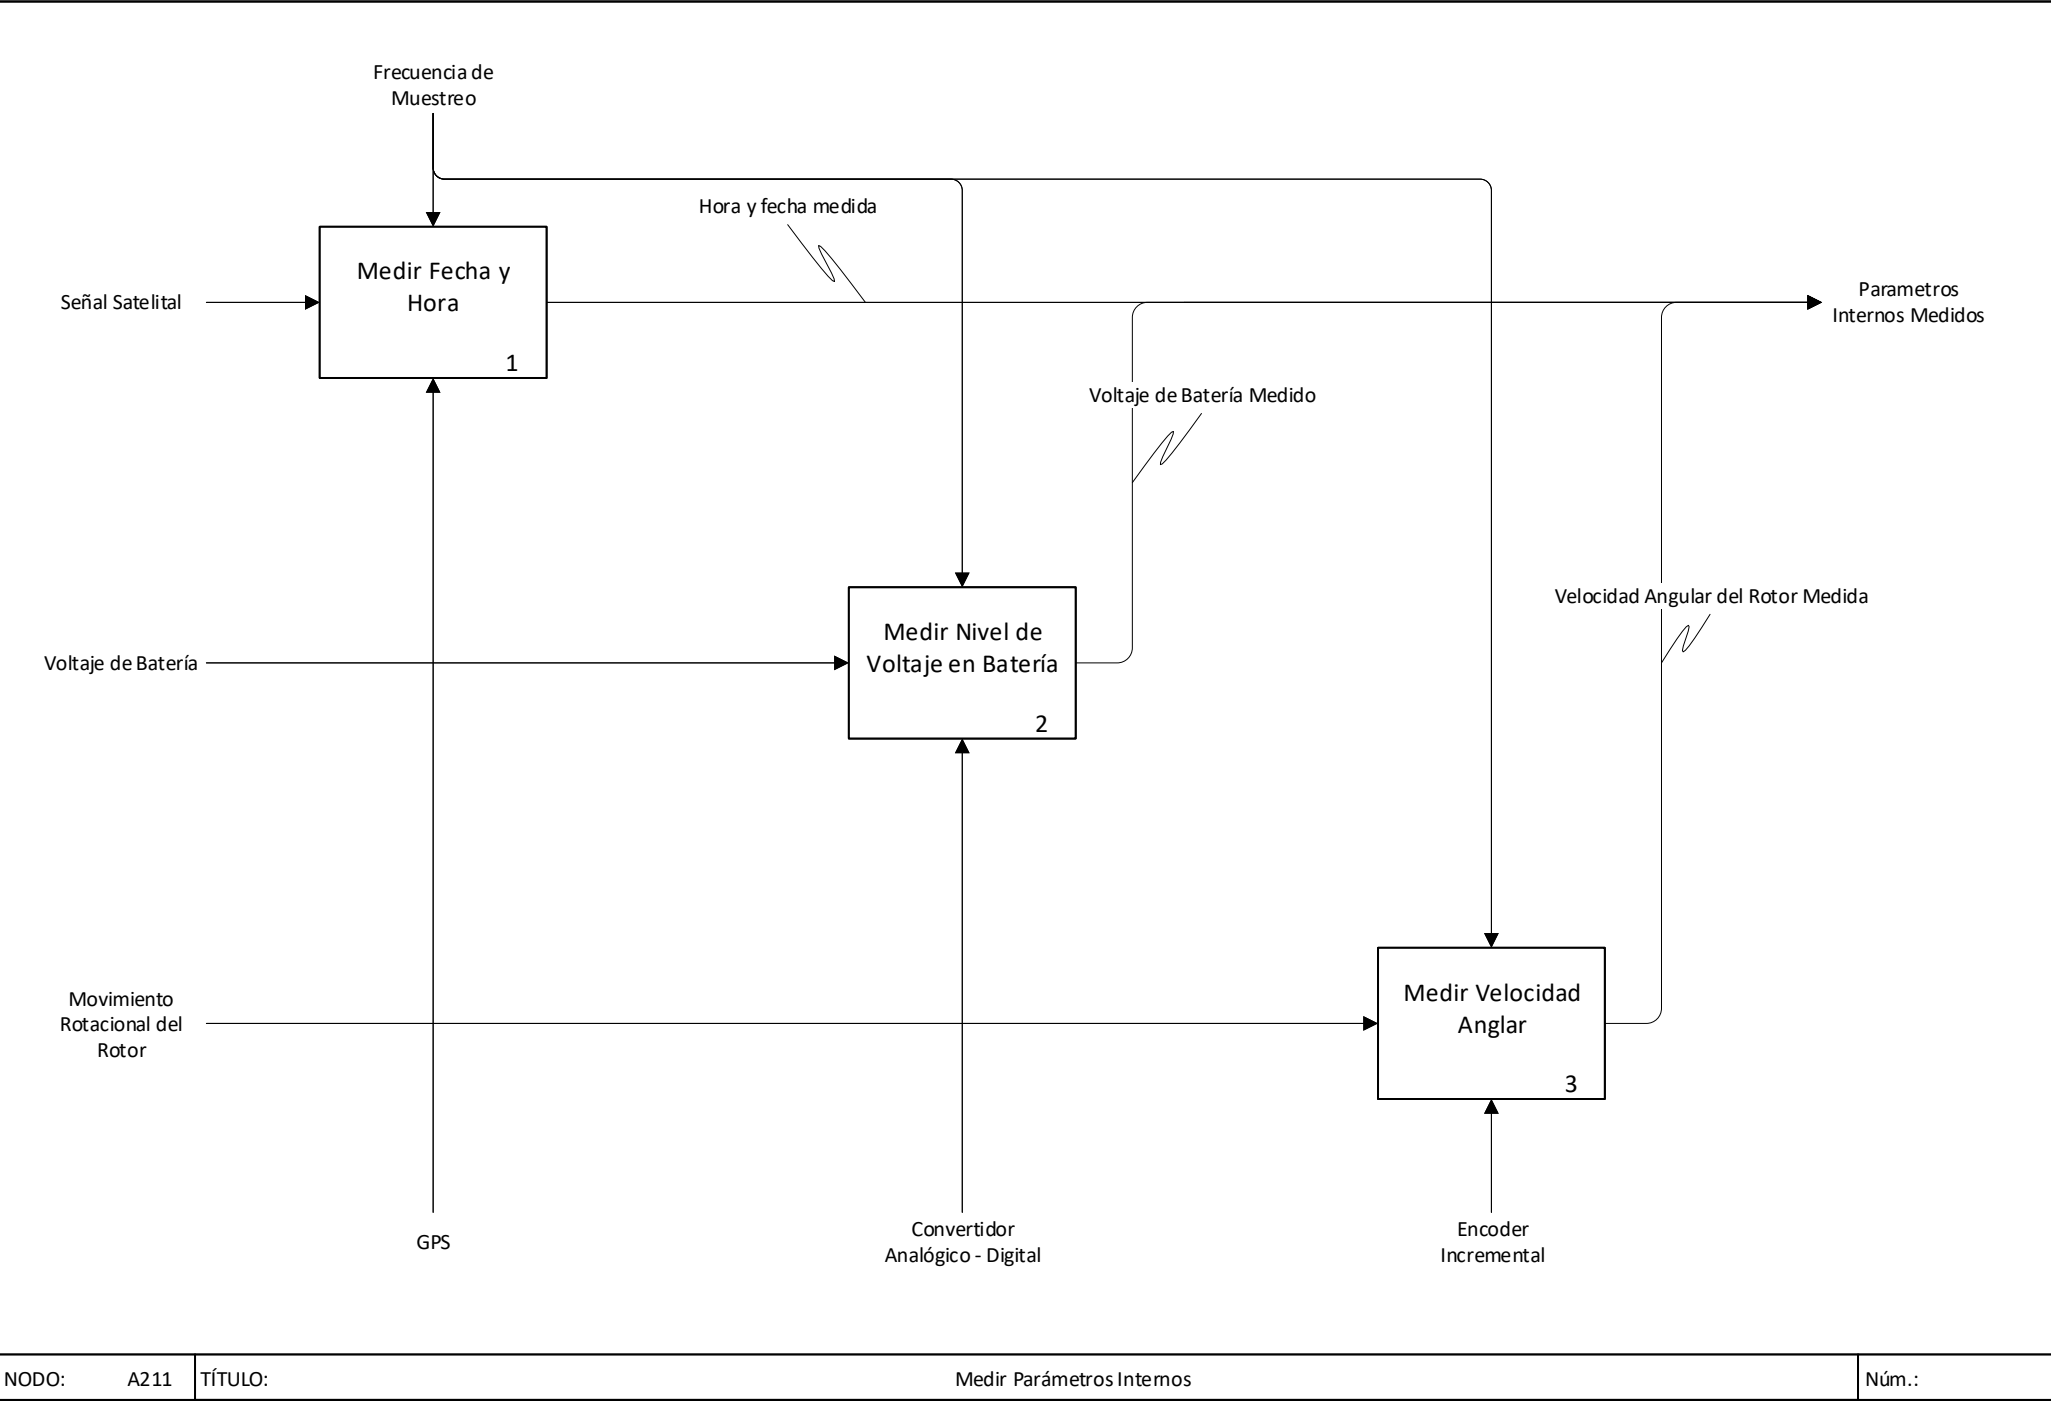 Frecuencia de
Muestreo
Hora y fecha medida
Medir Fecha y
Hora
1
Señal Satelital
Parametros
Internos Medidos
Voltaje de Batería Medido
Velocidad Angular del Rotor Medida
Medir Nivel de
Voltaje en Batería
2
Voltaje de Batería
Movimiento
Rotacional del
Rotor
Medir Velocidad
Anglar
3
GPS
Convertidor
Analógico - Digital
Encoder
Incremental
NODO: A211 TÍTULO: Medir Parámetros Internos Núm.: